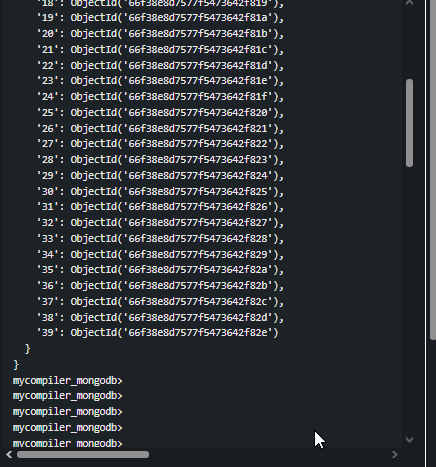 '18': ObjectId('66f38e8d7577f5473642f819'),
'19': ObjectId('66f38e8d7577f5473642f81a'),
'20': ObjectId('66f38e8d7577f5473642f81b'),
'21': ObjectId('66f38e8d7577f5473642f81c'),
'22': ObjectId('66f38e8d7577f5473642f81d'),
'23': ObjectId('66f38e8d7577f5473642f81e'),
'24': ObjectId('66f38e8d7577f5473642f81f'),
'25': ObjectId('66f38e8d7577f5473642f820'),
'26': ObjectId('66f38e8d7577f5473642f821'),
'27': ObjectId('66f38e8d7577f5473642f822'),
'28': ObjectId('66f38e8d7577f5473642f823'),
'29': ObjectId('66f38e8d7577f5473642f824'),
'30': ObjectId('66f38e8d7577f5473642f825'),
'31': ObjectId('66f38e8d7577f5473642f826'),
'32': ObjectId('66f38e8d7577f5473642f827'),
'33': ObjectId('66f38e8d7577f5473642f828'),
'34': ObjectId('66f38e8d7577f5473642f829'),
'35': ObjectId('66f38e8d7577f5473642f82a'),
'36': ObjectId('66f38e8d7577f5473642f82b'),
'37': ObjectId('66f38e8d7577f5473642f82c'),
'38': ObjectId('66f38e8d7577f5473642f82d'),
'39': ObjectId('66f38e8d7577f5473642f82e')
}
}
mycompiler_mongodb>
mycompiler_mongodb>
mycompiler_mongodb>
mycompiler_mongodb>
mycompiler_mongodb>